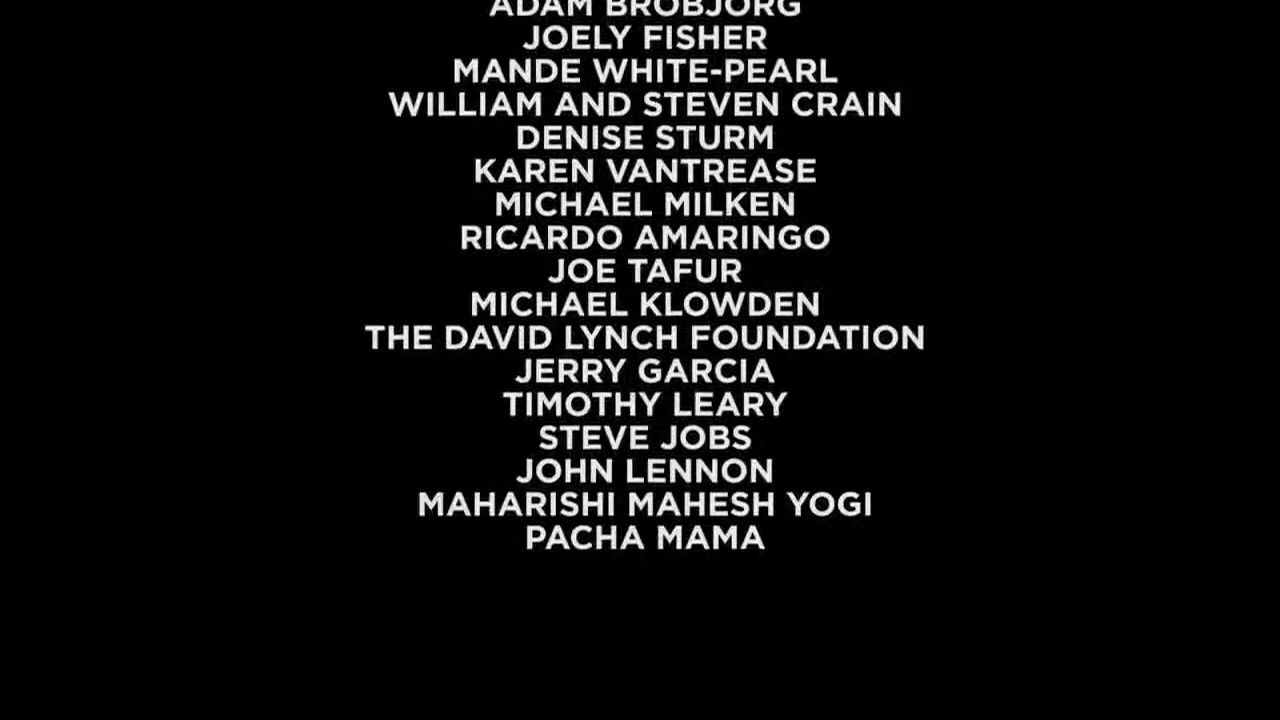 ADAM BROBJORG
JOELY FISHER
MANDE WHITE-PEARL
WILLIAM AND STEVEN CRAIN
DENISE STURM
KAREN VANTREASE
MICHAEL MILKEN
RICARDO AMARINGO
JOE TAFUR
MICHAEL KLOWDEN
THE DAVID LYNCH FOUNDATION
JERRY GARCIA
TIMOTHY LEARY
STEVE JOBS
JOHN LENNON
MAHARISHI MAHESH YOGI
PACHA MAMA